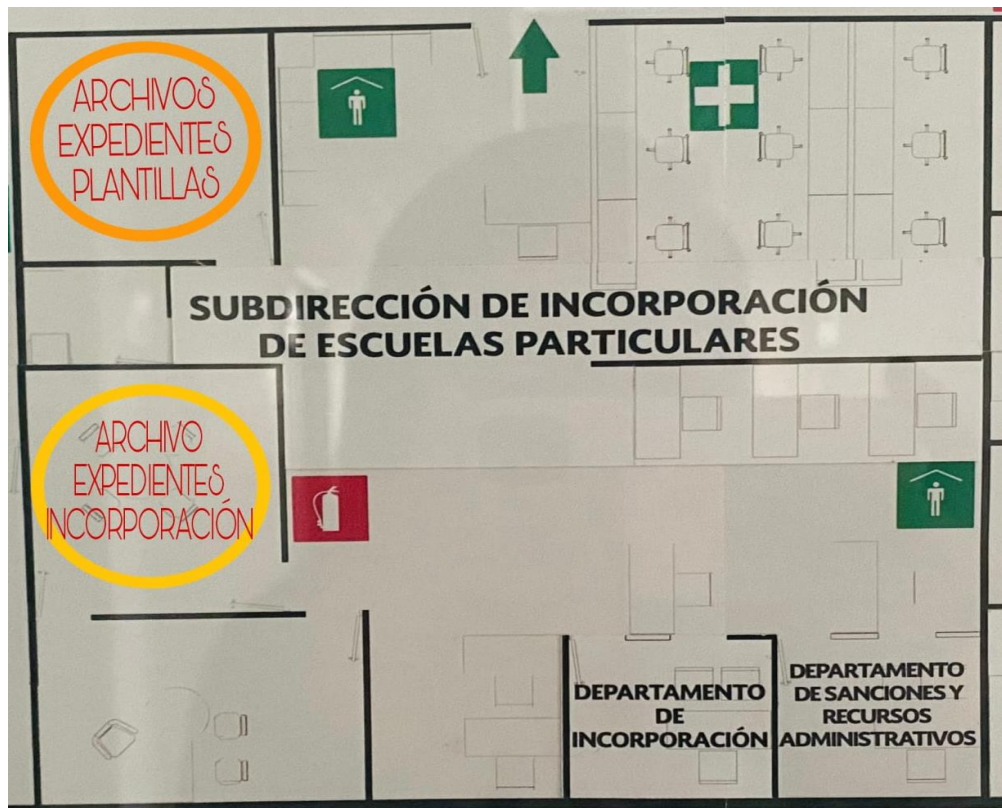 ARCHIVOS
EXPEDIENTES
PLANTILLAS
SUBDIRECCIÓN DE INCORPORACIÓN
DE ESCUELAS PARTICULARES
ARCHIVO
EXPEDIENTES
INCORPORACIÓN
DEPARTAMENTO
DE
INCORPORACIÓN
DEPARTAMENTO
DE SANCIONES Y
RECURSOS
ADMINISTRATIVOS